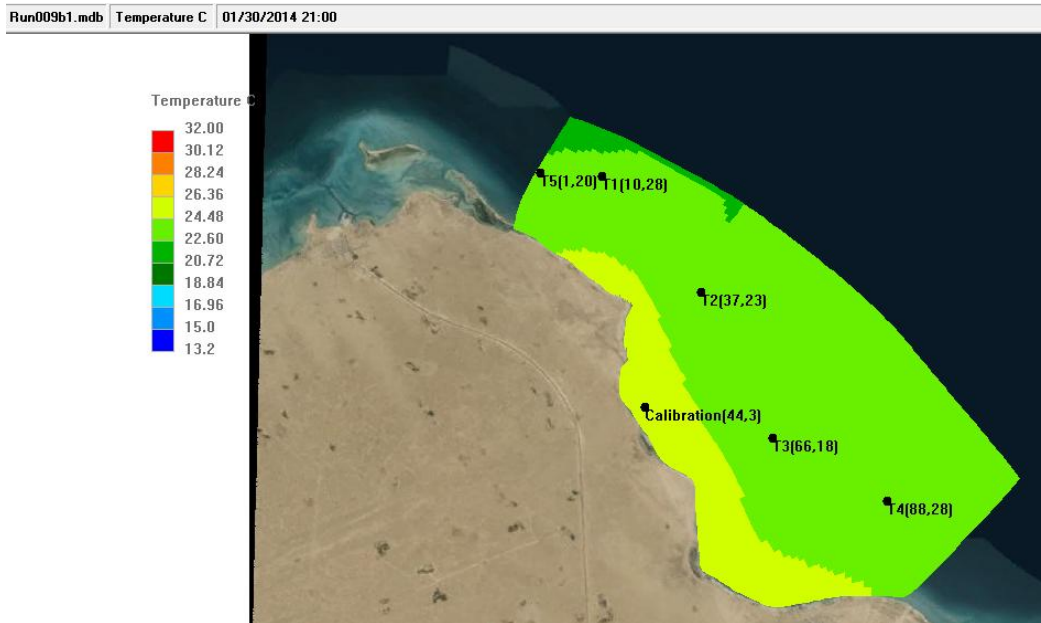 Run009b1.mdb Temperature C 01/30/2014 21:00
Temperature C
32.00
30.12
28.24
26.36
24.48
22.60
20.72
18.84
16.96
15.0
13.2
T5(1,20) T1(10,28)
T2(37,23)
Calibration(44,3)
T3(66,18)
T4(88,28)